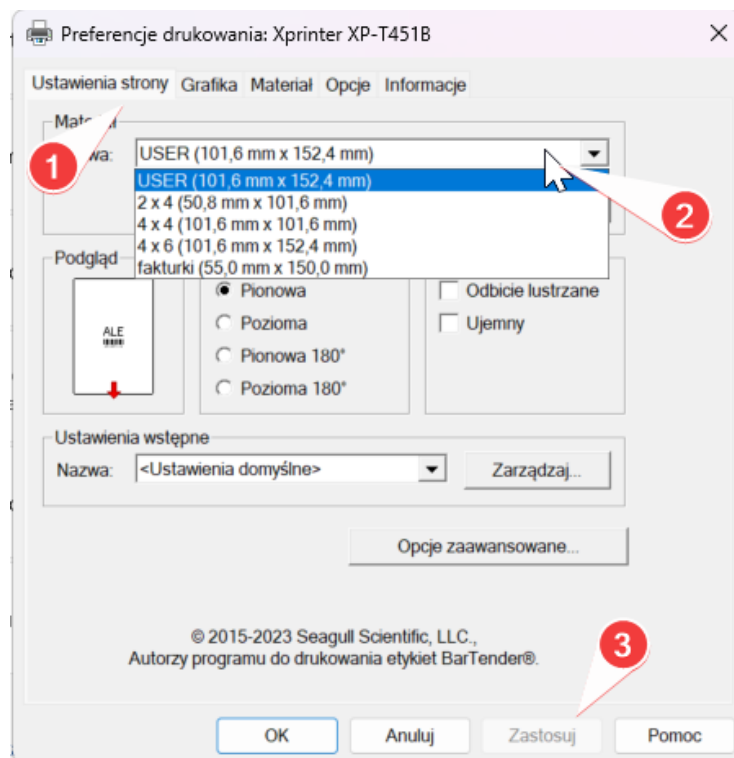 Preferencje drukowania: Xprinter XP-T451B
Ustawienia strony Grafika Materiał Opcje Informacje
1
USER (101,6 mm x 152,4 mm)
USER (101,6 mm x 152,4 mm)
2 x 4 (50,8 mm x 101,6 mm)
4 x 4 (101,6 mm x 101,6 mm)
4 x 6 (101,6 mm x 152,4 mm)
fakturki (55,0 mm x 150,0 mm)
2
Podgląd
ALE
Pionowa
Pozioma
Pionowa 180°
Pozioma 180°
Odbicie lustrzane
Ujemny
Ustawienia wstępne
Nazwa: <Ustawienia domyślne> Zarządzaj...
Opcje zaawansowane...
© 2015-2023 Seagull Scientific, LLC.,
Autorzy programu do drukowania etykiet BarTender®.
3
OK Anuluj Zastosuj Pomoc